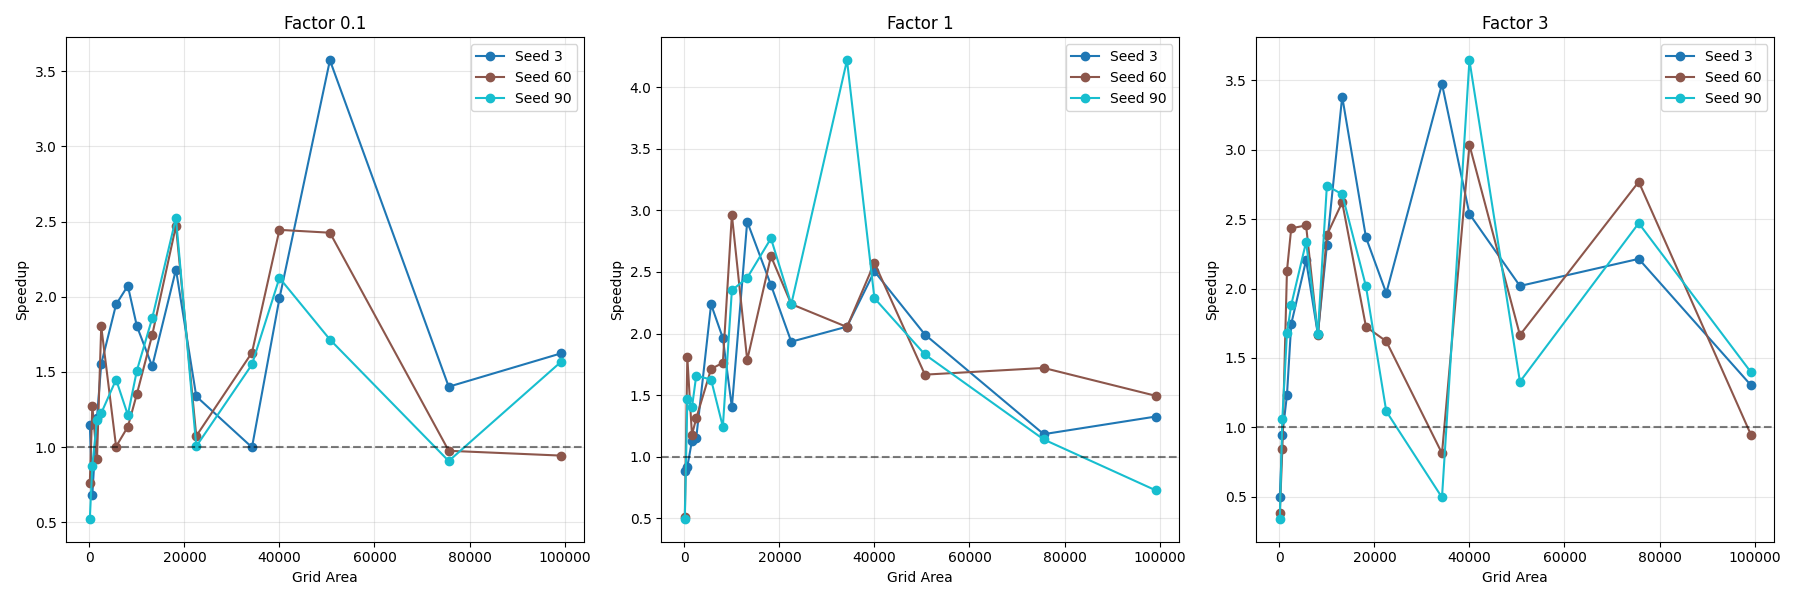 Factor 0.1
Speedup
3.5
3.0
2.5
2.0
1.5
1.0
0.5
0
20000
40000
60000
80000
100000
Grid Area
Seed 3
Seed 60
Seed 90
Factor 1
Speedup
4.0
3.5
3.0
2.5
2.0
1.5
1.0
0.5
0
20000
40000
60000
80000
100000
Grid Area
Seed 3
Seed 60
Seed 90
Factor 3
Speedup
3.5
3.0
2.5
2.0
1.5
1.0
0.5
0
20000
40000
60000
80000
100000
Grid Area
Seed 3
Seed 60
Seed 90